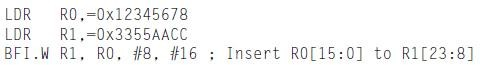 LDR R0,=0x12345678
LDR R1,=0x3355AACC
BFI.W R1, R0, #8, #16 ; Insert R0[15:0] to R1[23:8]